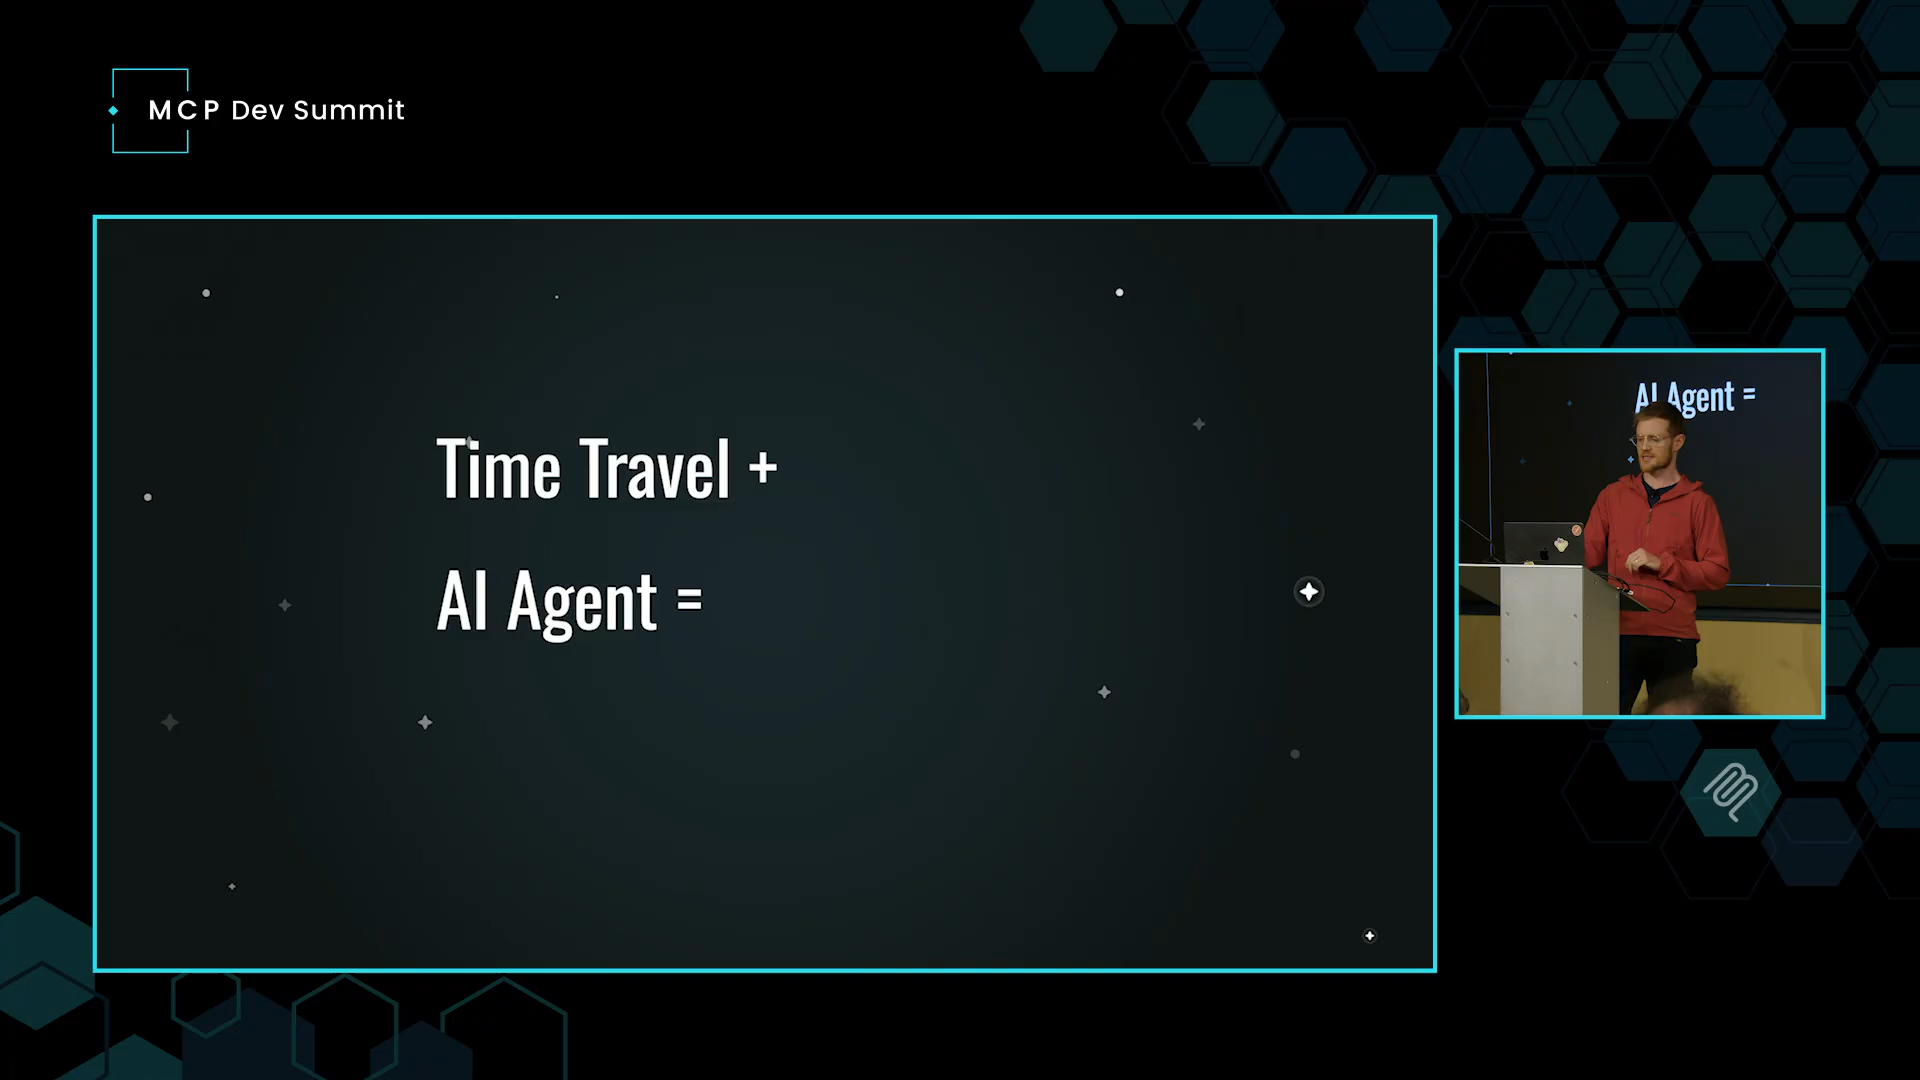 MCP Dev Summit
Time Travel +
AI Agent =
AI Agent =